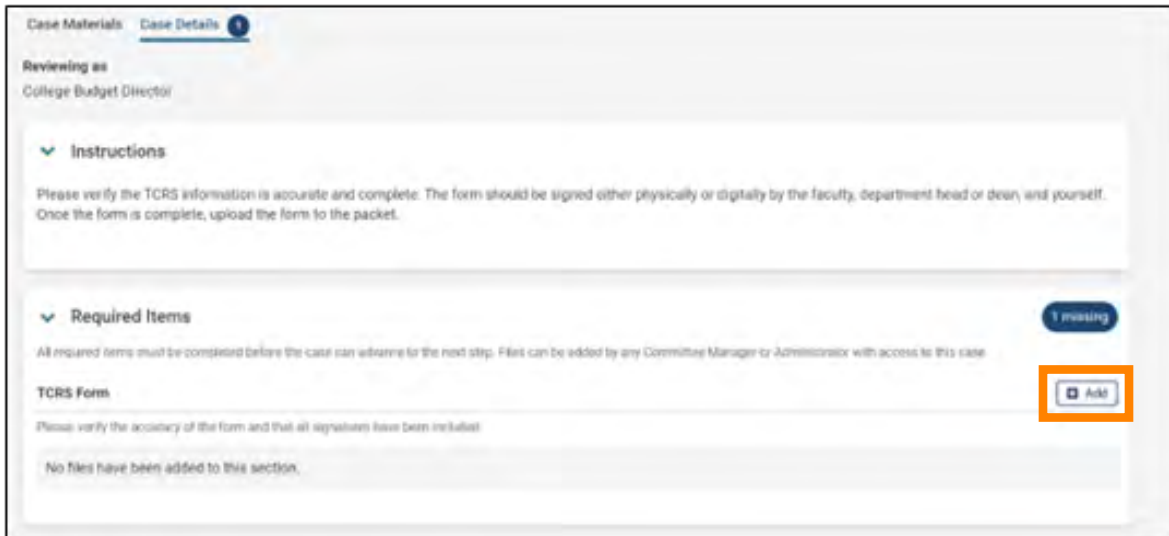 Case Materials Case Details 1
Reviewing as
College Budget Director
Instructions
Please verify the TCRS information is accurate and complete. The form should be signed either physically or digitally by the faculty, department head or dean, and yourself.
Once the form is complete, upload the form to the packet.
Required Items 1 missing
All required items must be completed before the case can advance to the next step. Files can be added by any Committee Manager or Administrator with access to this case.
TCRS Form Add
Please verify the accuracy of the form and that all signatures have been included.
No files have been added to this section.